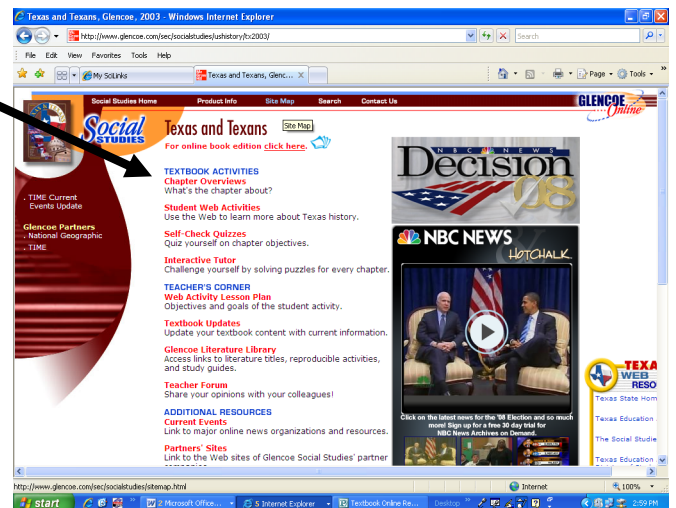 Texas and Texans, Glencoe, 2003 - Windows Internet Explorer
http://www.glencoe.com/sec/socialstudies/ushistory/tx2003/
Search
File Edit View Favorites Tools Help
My SciLinks
Texas and Texans, Glenc...
Page Tools
Social Studies Home Product Info Site Map Search Contact Us
GLENCOE Online
Social STUDIES
Texas and Texans
Site Map
For online book edition click here.
TEXTBOOK ACTIVITIES
Chapter Overviews
What's the chapter about?
Student Web Activities
Use the Web to learn more about Texas history.
Self-Check Quizzes
Quiz yourself on chapter objectives.
Interactive Tutor
Challenge yourself by solving puzzles for every chapter.
TEACHER'S CORNER
Web Activity Lesson Plan
Objectives and goals of the student activity.
Textbook Updates
Update your textbook content with current information.
Glencoe Literature Library
Access links to literature titles, reproducible activities,
and study guides.
Teacher Forum
Share your opinions with your colleagues!
ADDITIONAL RESOURCES
Current Events
Link to major online news organizations and resources.
Partners' Sites
Link to the Web sites of Glencoe Social Studies' partner
companies.
. TIME Current
Events Update
Glencoe Partners
. National Geographic
. TIME
NBC NEWS
Decision
'08
NBC NEWS
HOTCHALK.
Click on the latest news for the '08 Election and so much
more! Sign up for a free 30 day trial for
NBC News Archives on Demand.
TEXA
WEB
RESO
Texas State Hom
Texas Education
The Social Studie
Texas Education
http://www.glencoe.com/sec/socialstudies/sitemap.html
Internet
100%
start
2 Microsoft Office...
5 Internet Explorer
Textbook Online Re...
Desktop
2:59 PM